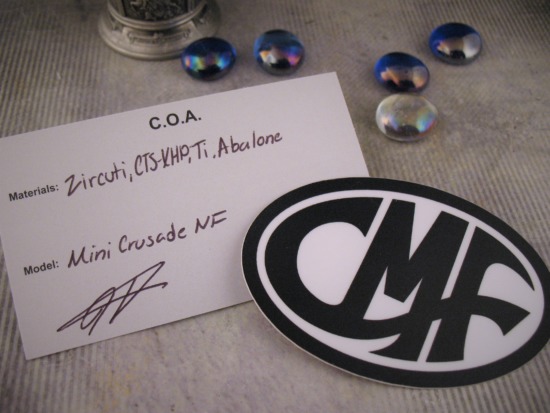 C.O.A.
Materials: Zircuti, CTS-XHP, Ti, Abalone
Model: Mini Crusade NF
CMF